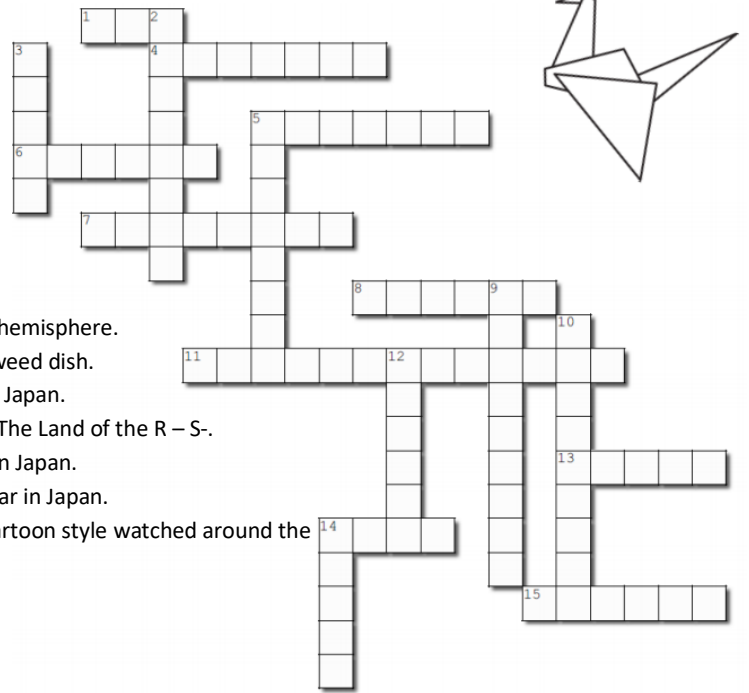 1
2
3
4
5
6
7
8
9
10
11
12
13
14
15
hemisphere.
weed dish.
Japan.
The Land of the R – S-.
n Japan.
ar in Japan.
artoon style watched around the